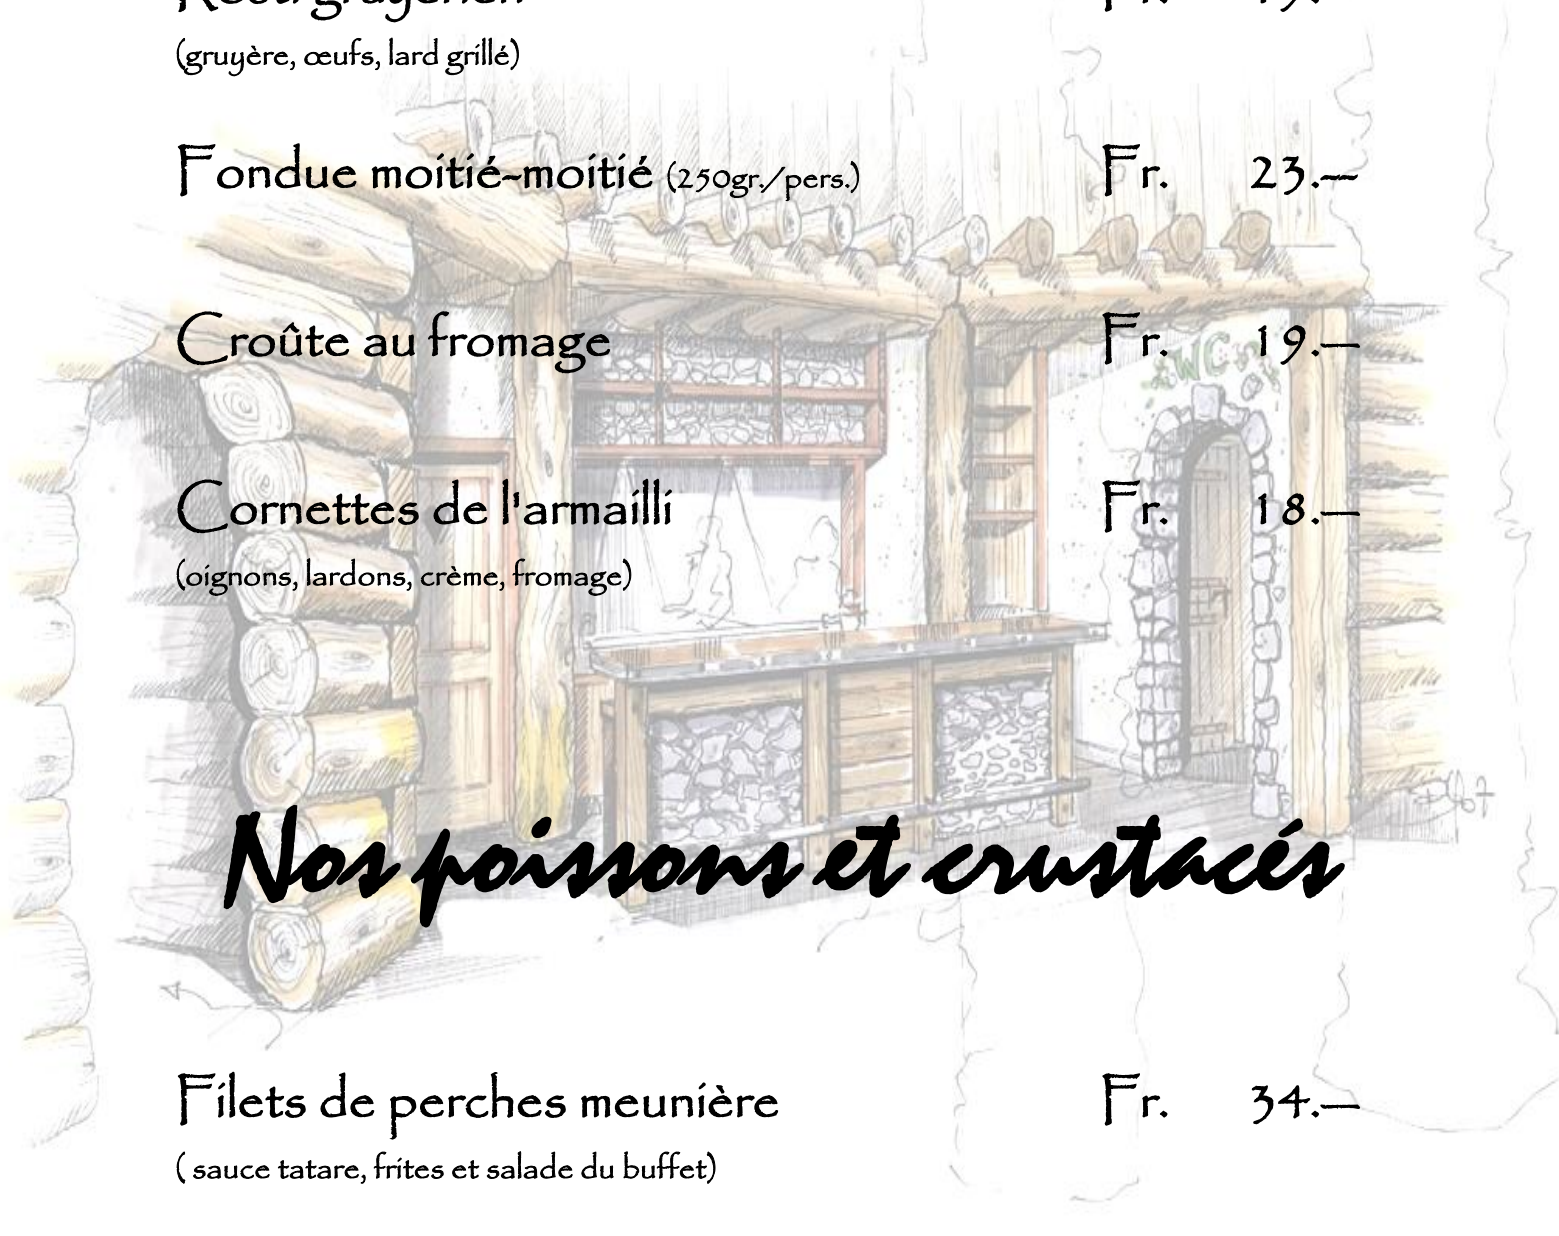 (gruyère, œufs, lard grillé)
Fondue moitié-moitié (250gr./pers.) Fr. 23.—
Croûte au fromage Fr. 19.—
WC
Cornettes de l'armailli Fr. 18.—
(oignons, lardons, crème, fromage)
Nos poissons et crustacés
Filets de perches meunière Fr. 34.—
( sauce tatare, frites et salade du buffet)